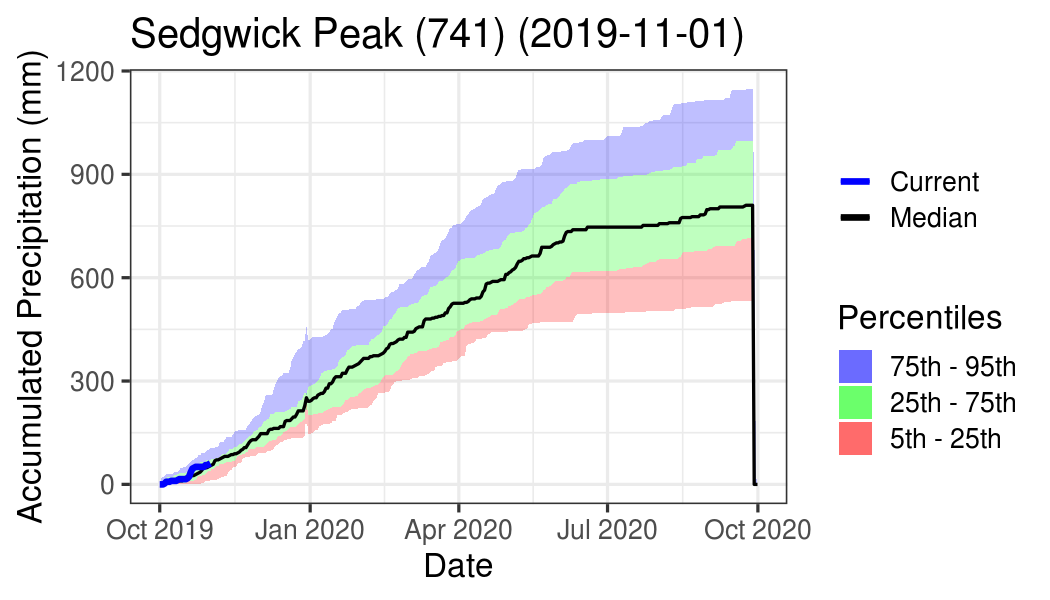 Sedgwick Peak (741) (2019-11-01)
Accumulated Precipitation (mm)
1200
900
600
300
0
Oct 2019
Jan 2020
Apr 2020
Jul 2020
Oct 2020
Date
Current
Median
Percentiles
75th - 95th
25th - 75th
5th - 25th